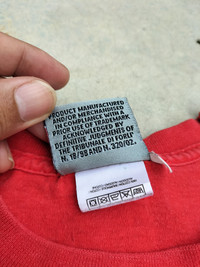 PRODUCT MANUFACTURED
AND/OR MERCHANDISED
IN COMPLIANCE WITH A
PRIOR USE OF TRADEMARK
ACKNOWLEDGED BY
DEFINITIVE JUDGMENTS OF
THE TRIBUNALE DI FORLI'
N. 19/98 AND N. 320/02.